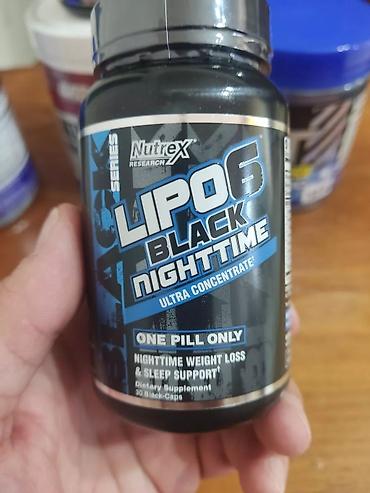 BLACK
SERIES
Nutrex
RESEARCH
LIPO6
BLACK
NIGHTTIME
ULTRA CONCENTRATE†
ONE PILL ONLY
NIGHTTIME WEIGHT LOSS
& SLEEP SUPPORT†
Dietary Supplement
30 Black-Caps